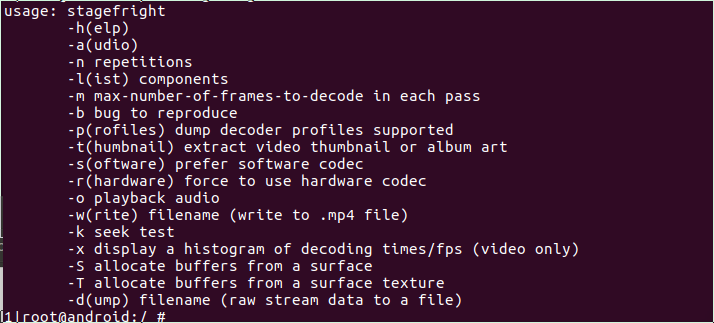 usage: stagefright
-h(elp)
-a(udio)
-n repetitions
-l(ist) components
-m max-number-of-frames-to-decode in each pass
-b bug to reproduce
-p(rofiles) dump decoder profiles supported
-t(humbnail) extract video thumbnail or album art
-s(oftware) prefer software codec
-r(hardware) force to use hardware codec
-o playback audio
-w(rite) filename (write to .mp4 file)
-k seek test
-x display a histogram of decoding times/fps (video only)
-S allocate buffers from a surface
-T allocate buffers from a surface texture
-d(ump) filename (raw stream data to a file)
1|root@android:/ #